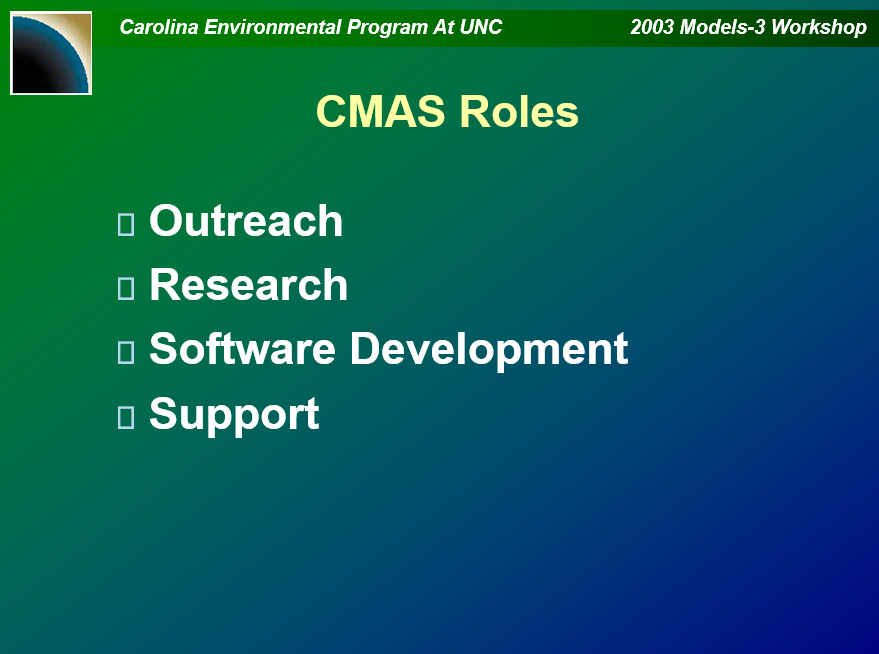 Carolina Environmental Program At UNC
2003 Models-3 Workshop
CMAS Roles
Outreach
Research
Software Development
Support